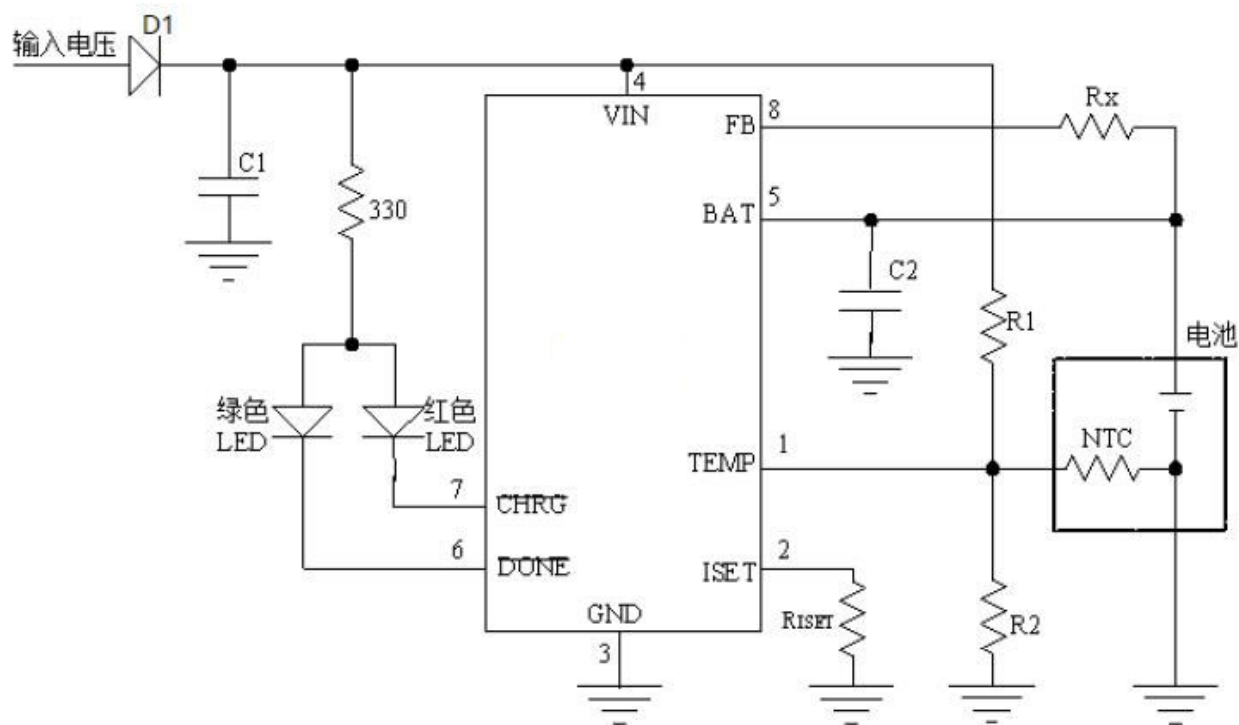 D1
输入电压
4
VIN
8
FB
Rx
C1
330
5
BAT
C2
R1
电池
绿色
LED
红色
LED
NTC
1
TEMP
7
CHRG
6
DONE
2
ISET
GND
3
RISET
R2